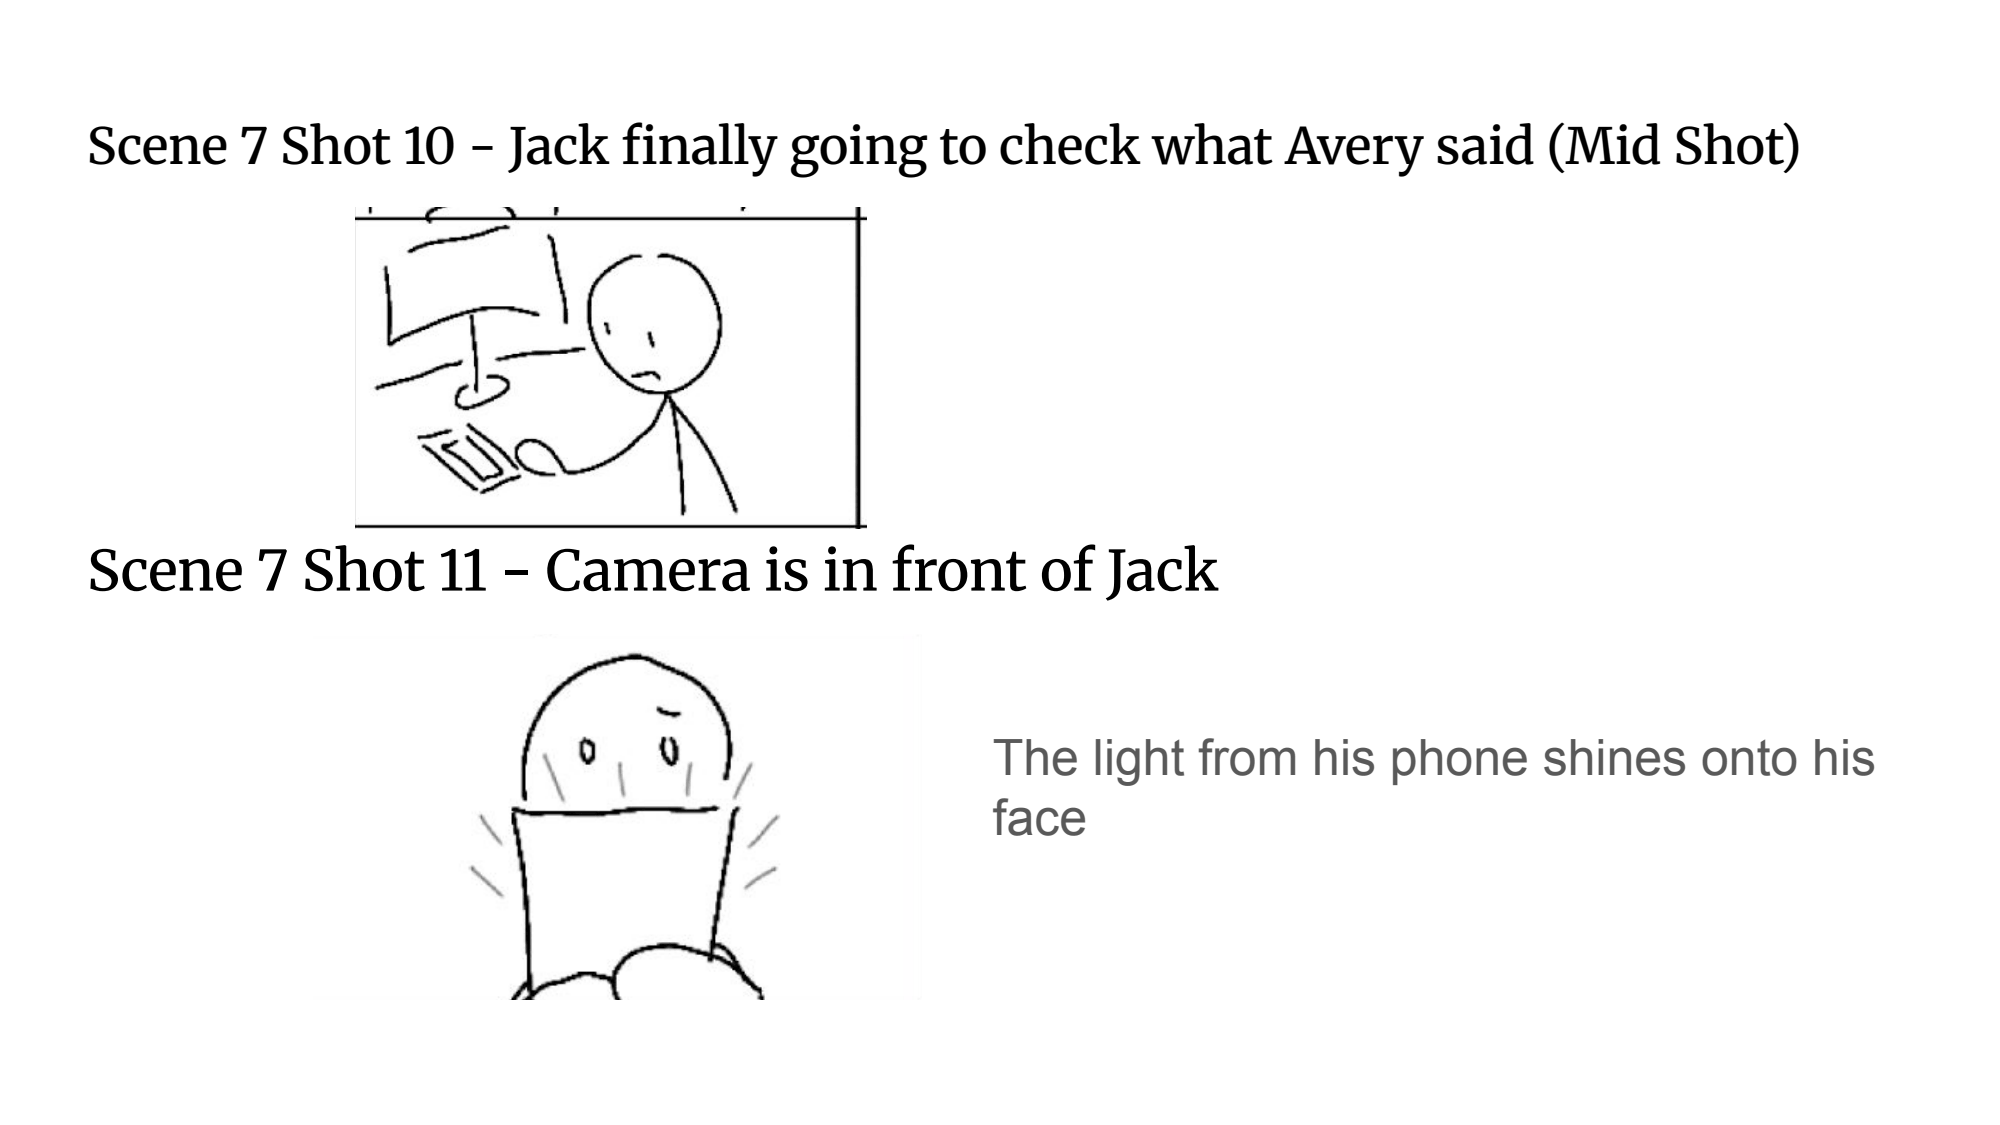 Scene 7 Shot 10 - Jack finally going to check what Avery said (Mid Shot)
Scene 7 Shot 11 - Camera is in front of Jack
The light from his phone shines onto his
face